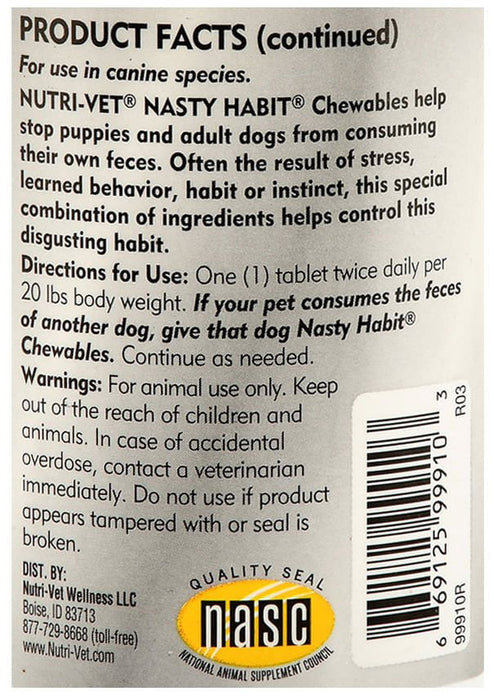 PRODUCT FACTS (continued)
For use in canine species.
NUTRI-VET® NASTY HABIT® Chewables help
stop puppies and adult dogs from consuming
their own feces. Often the result of stress,
learned behavior, habit or instinct, this special
combination of ingredients helps control this
disgusting habit.
Directions for Use: One (1) tablet twice daily per
20 lbs body weight. If your pet consumes the feces
of another dog, give that dog Nasty Habit®
Chewables. Continue as needed.
Warnings: For animal use only. Keep
out of the reach of children and
animals. In case of accidental
overdose, contact a veterinarian
immediately. Do not use if product
appears tampered with or seal is
broken.
DIST. BY:
Nutri-Vet Wellness LLC
Boise, ID 83713
877-729-8668 (toll-free)
www.Nutri-Vet.com
QUALITY SEAL
nasc
NATIONAL ANIMAL SUPPLEMENT COUNCIL
6 69125 99910 3
99910R R03